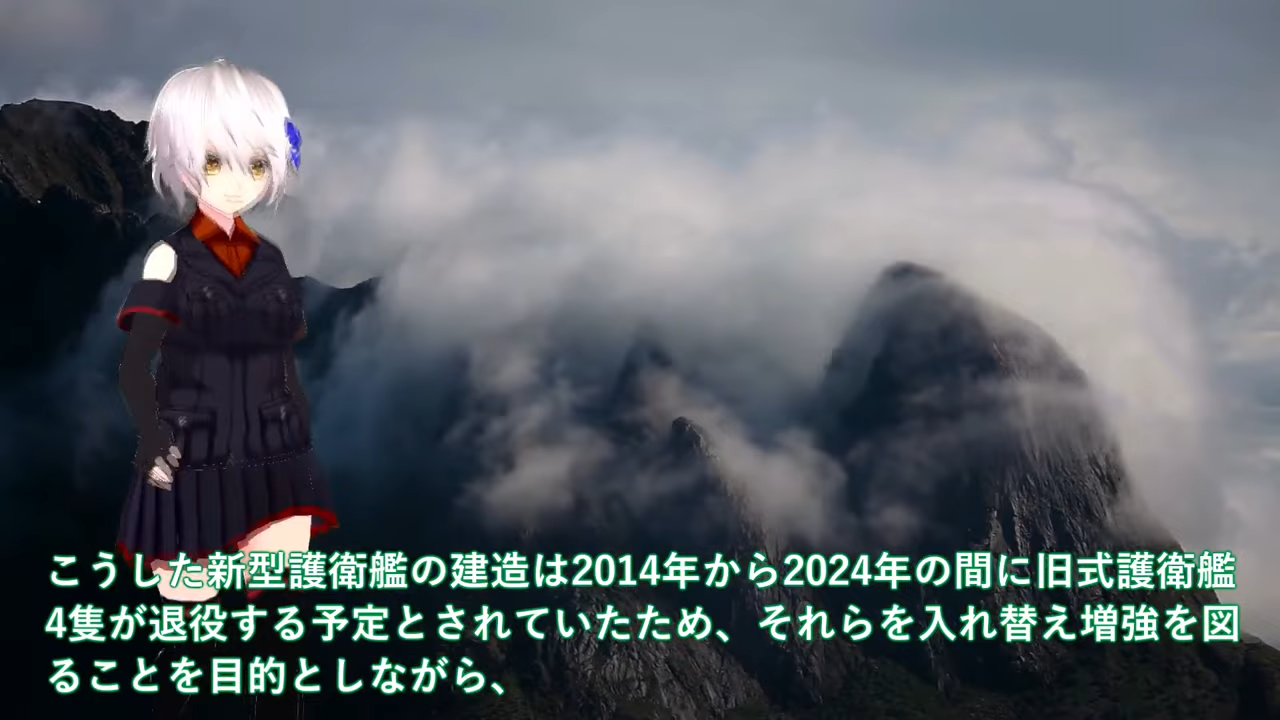 こうした新型護衛艦の建造は2014年から2024年の間に旧式護衛艦
4隻が退役する予定とされていたため、それらを入れ替え増強を図
ることを目的としながら、